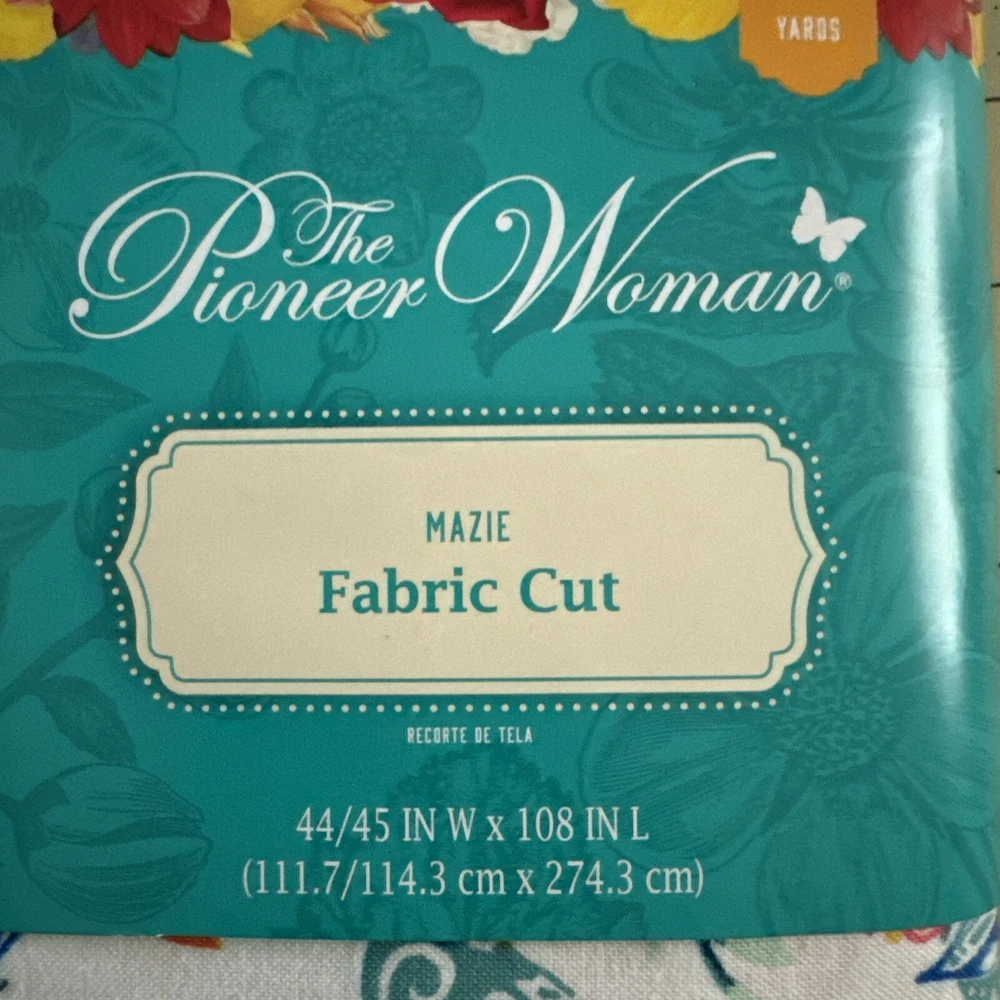 YARDS
The
Pioneer Woman®
MAZIE
Fabric Cut
RECORTE DE TELA
44/45 IN W x 108 IN L
(111.7/114.3 cm x 274.3 cm)